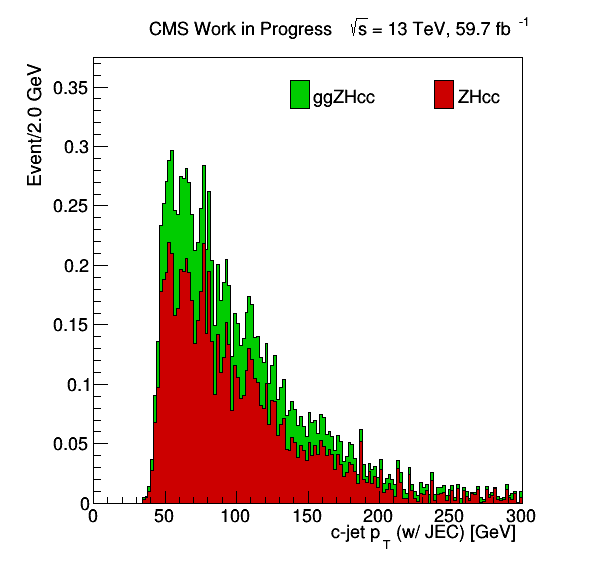 CMS Work in Progress √s = 13 TeV, 59.7 fb⁻¹
Event/2.0 GeV
ggZHcc ZHcc
0.35
0.3
0.25
0.2
0.15
0.1
0.05
0
0 50 100 150 200 250 300
c-jet p_T (w/ JEC) [GeV]